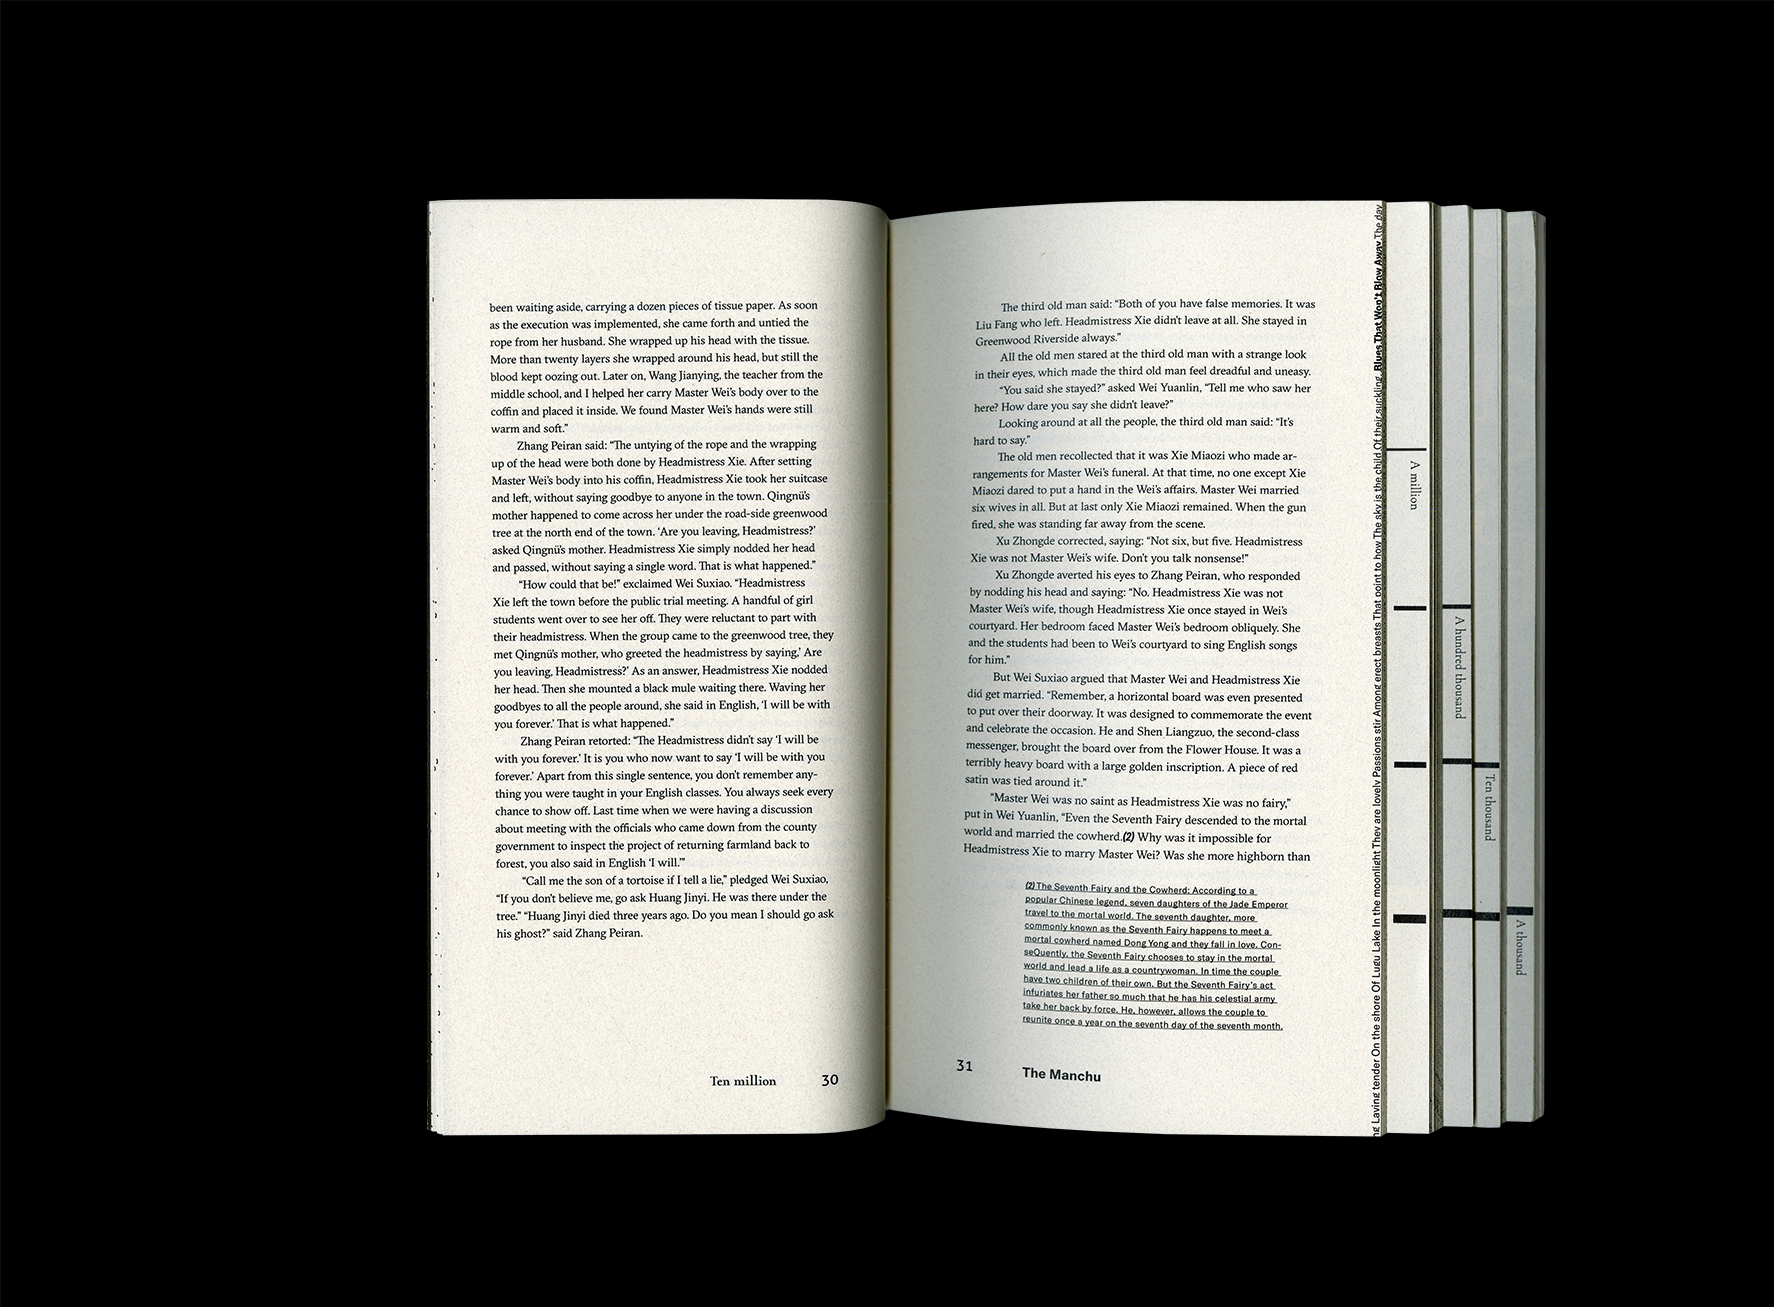 been waiting aside, carrying a dozen pieces of tissue paper. As soon
as the execution was implemented, she came forth and untied the
rope from her husband. She wrapped up his head with the tissue.
More than twenty layers she wrapped around his head, but still the
blood kept oozing out. Later on, Wang Jianying, the teacher from the
middle school, and I helped her carry Master Wei's body over to the
coffin and placed it inside. We found Master Wei's hands were still
warm and soft."
Zhang Peiran said: "The untying of the rope and the wrapping
up of the head were both done by Headmistress Xie. After setting
Master Wei's body into his coffin, Headmistress Xie took her suitcase
and left, without saying goodbye to anyone in the town. Qingnü's
mother happened to come across her under the road-side greenwood
tree at the north end of the town. 'Are you leaving, Headmistress?'
asked Qingnü's mother. Headmistress Xie simply nodded her head
and passed, without saying a single word. That is what happened."
"How could that be!" exclaimed Wei Suxiao. "Headmistress
Xie left the town before the public trial meeting. A handful of girl
students went over to see her off. They were reluctant to part with
their headmistress. When the group came to the greenwood tree, they
met Qingnü's mother, who greeted the headmistress by saying,' Are
you leaving, Headmistress?' As an answer, Headmistress Xie nodded
her head. Then she mounted a black mule waiting there. Waving her
goodbyes to all the people around, she said in English, 'I will be with
you forever.' That is what happened."
Zhang Peiran retorted: "The Headmistress didn't say 'I will be
with you forever.' It is you who now want to say 'I will be with you
forever.' Apart from this single sentence, you don't remember any-
thing you were taught in your English classes. You always seek every
chance to show off. Last time when we were having a discussion
about meeting with the officials who came down from the county
government to inspect the project of returning farmland back to
forest, you also said in English 'I will.'"
"Call me the son of a tortoise if I tell a lie," pledged Wei Suxiao,
"If you don't believe me, go ask Huang Jinyi. He was there under the
tree." "Huang Jinyi died three years ago. Do you mean I should go ask
his ghost?" said Zhang Peiran.
Ten million 30
The third old man said: "Both of you have false memories. It was
Liu Fang who left. Headmistress Xie didn't leave at all. She stayed in
Greenwood Riverside always."
All the old men stared at the third old man with a strange look
in their eyes, which made the third old man feel dreadful and uneasy.
"You said she stayed?" asked Wei Yuanlin, "Tell me who saw her
here? How dare you say she didn't leave?"
Looking around at all the people, the third old man said: "It's
hard to say."
The old men recollected that it was Xie Miaozi who made ar-
rangements for Master Wei's funeral. At that time, no one except Xie
Miaozi dared to put a hand in the Wei's affairs. Master Wei married
six wives in all. But at last only Xie Miaozi remained. When the gun
fired, she was standing far away from the scene.
Xu Zhongde corrected, saying: "Not six, but five. Headmistress
Xie was not Master Wei's wife. Don't you talk nonsense!"
Xu Zhongde averted his eyes to Zhang Peiran, who responded
by nodding his head and saying: "No. Headmistress Xie was not
Master Wei's wife, though Headmistress Xie once stayed in Wei's
courtyard. Her bedroom faced Master Wei's bedroom obliquely. She
and the students had been to Wei's courtyard to sing English songs
for him."
But Wei Suxiao argued that Master Wei and Headmistress Xie
did get married. "Remember, a horizontal board was even presented
to put over their doorway. It was designed to commemorate the event
and celebrate the occasion. He and Shen Liangzuo, the second-class
messenger, brought the board over from the Flower House. It was a
terribly heavy board with a large golden inscription. A piece of red
satin was tied around it."
"Master Wei was no saint as Headmistress Xie was no fairy,"
put in Wei Yuanlin, "Even the Seventh Fairy descended to the mortal
world and married the cowherd.(2) Why was it impossible for
Headmistress Xie to marry Master Wei? Was she more highborn than
(2) The Seventh Fairy and the Cowherd: According to a
popular Chinese legend, seven daughters of the Jade Emperor
travel to the mortal world. The seventh daughter, more
commonly known as the Seventh Fairy happens to meet a
mortal cowherd named Dong Yong and they fall in love. Con-
seQuently, the Seventh Fairy chooses to stay in the mortal
world and lead a life as a countrywoman. In time the couple
have two children of their own. But the Seventh Fairy's act
infuriates her father so much that he has his celestial army
take her back by force. He, however, allows the couple to
reunite once a year on the seventh day of the seventh month.
31 The Manchu
ng Laving tender On the shore Of Lugu Lake In the moonlight They are lovely Passions stir Among erect breasts That point to how The sky is the child Of their suckling. Blues That Won't Blow Away The day
A million
A hundred thousand
Ten thousand
A thousand